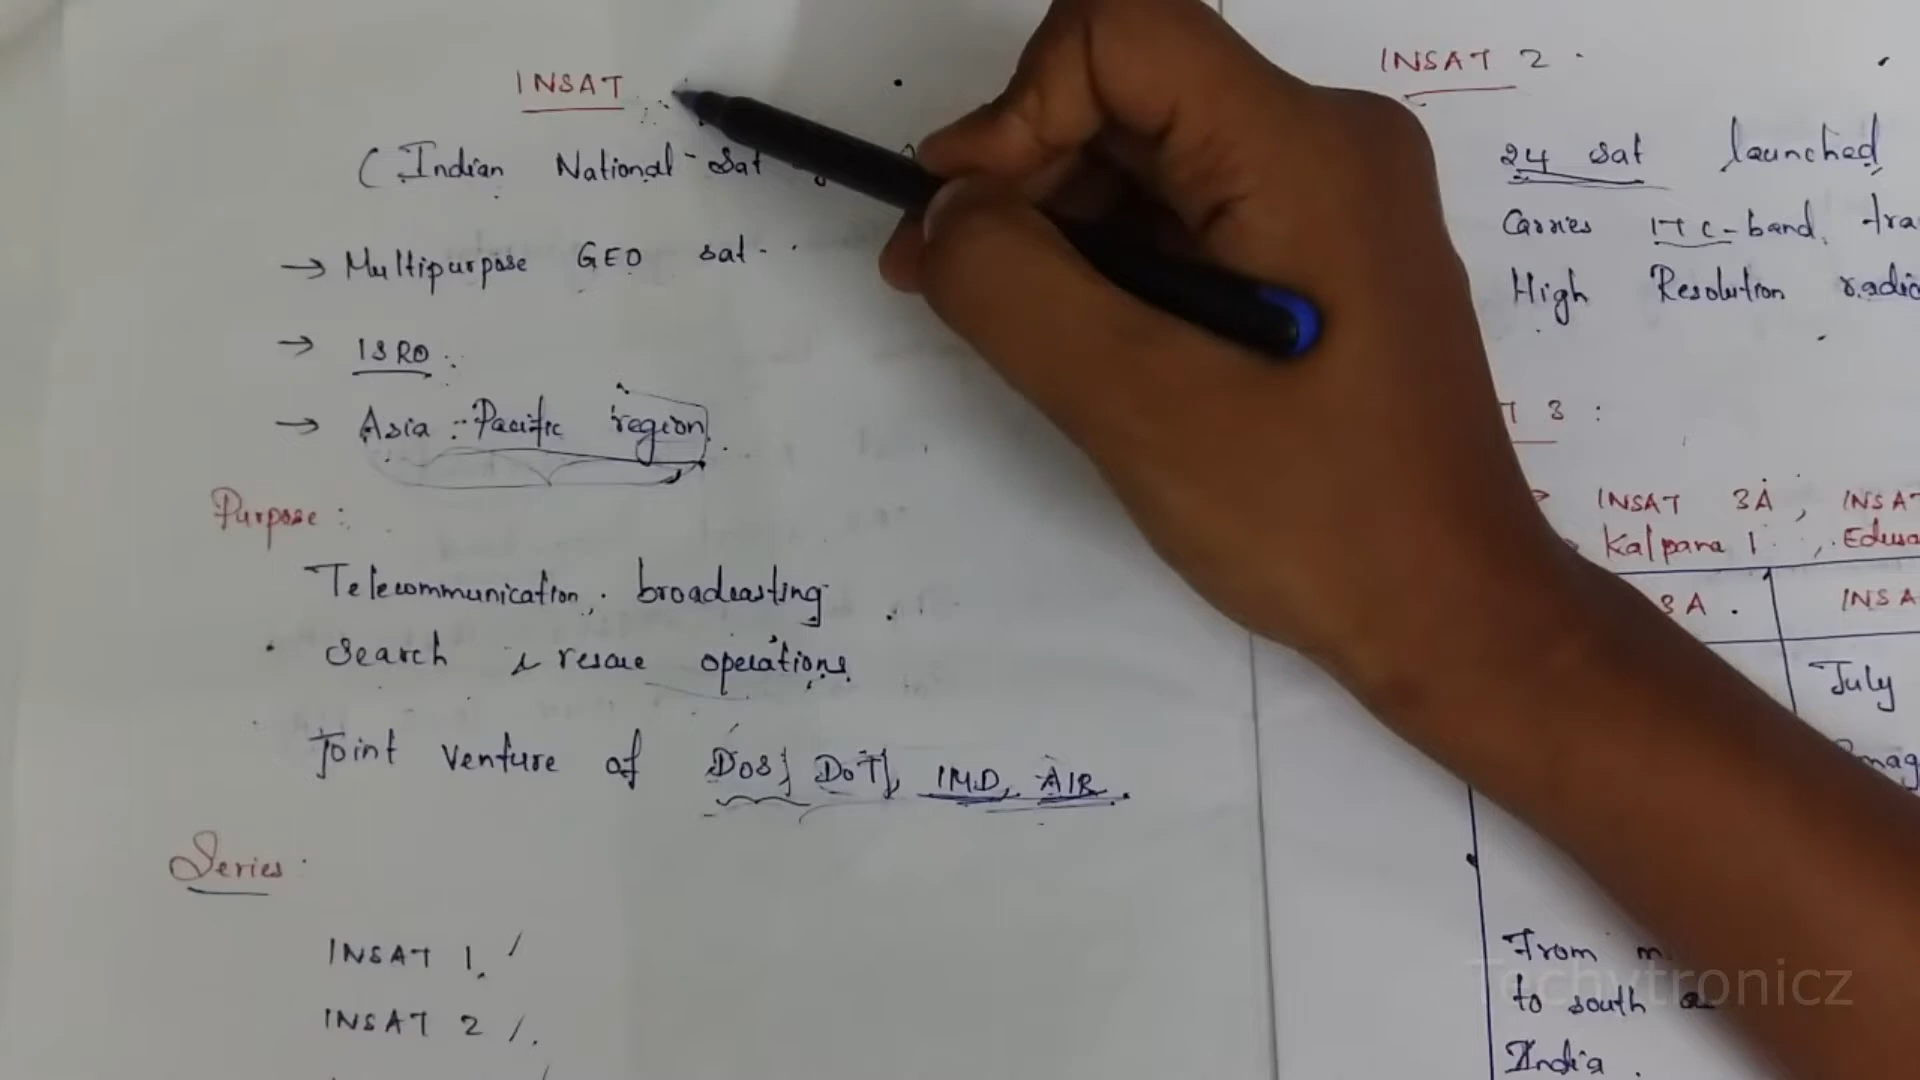 INSAT
(Indian National Sat
→ Multipurpose GEO sat.
→ ISRO.
→ Asia-Pacific region.
Purpose:
Telecommunication, broadcasting
Search & rescue operations
Joint venture of DOS, DOT, IMD, AIR.
Series:
INSAT 1
INSAT 2
INSAT 2
24 sat launched
Carries 17 C-band
High Resolution
3:
INSAT 3A,
Kalpana 1,
3A.
July
From
to south
India.
Techytronicz